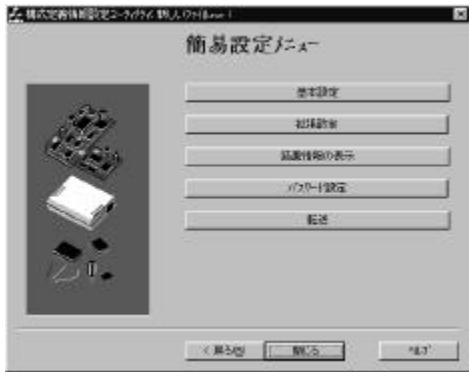 簡易設定メニュー
基本設定
拡張設定
装置情報の表示
パスワード設定
転送
< 戻る(B)
閉じる
ヘルプ